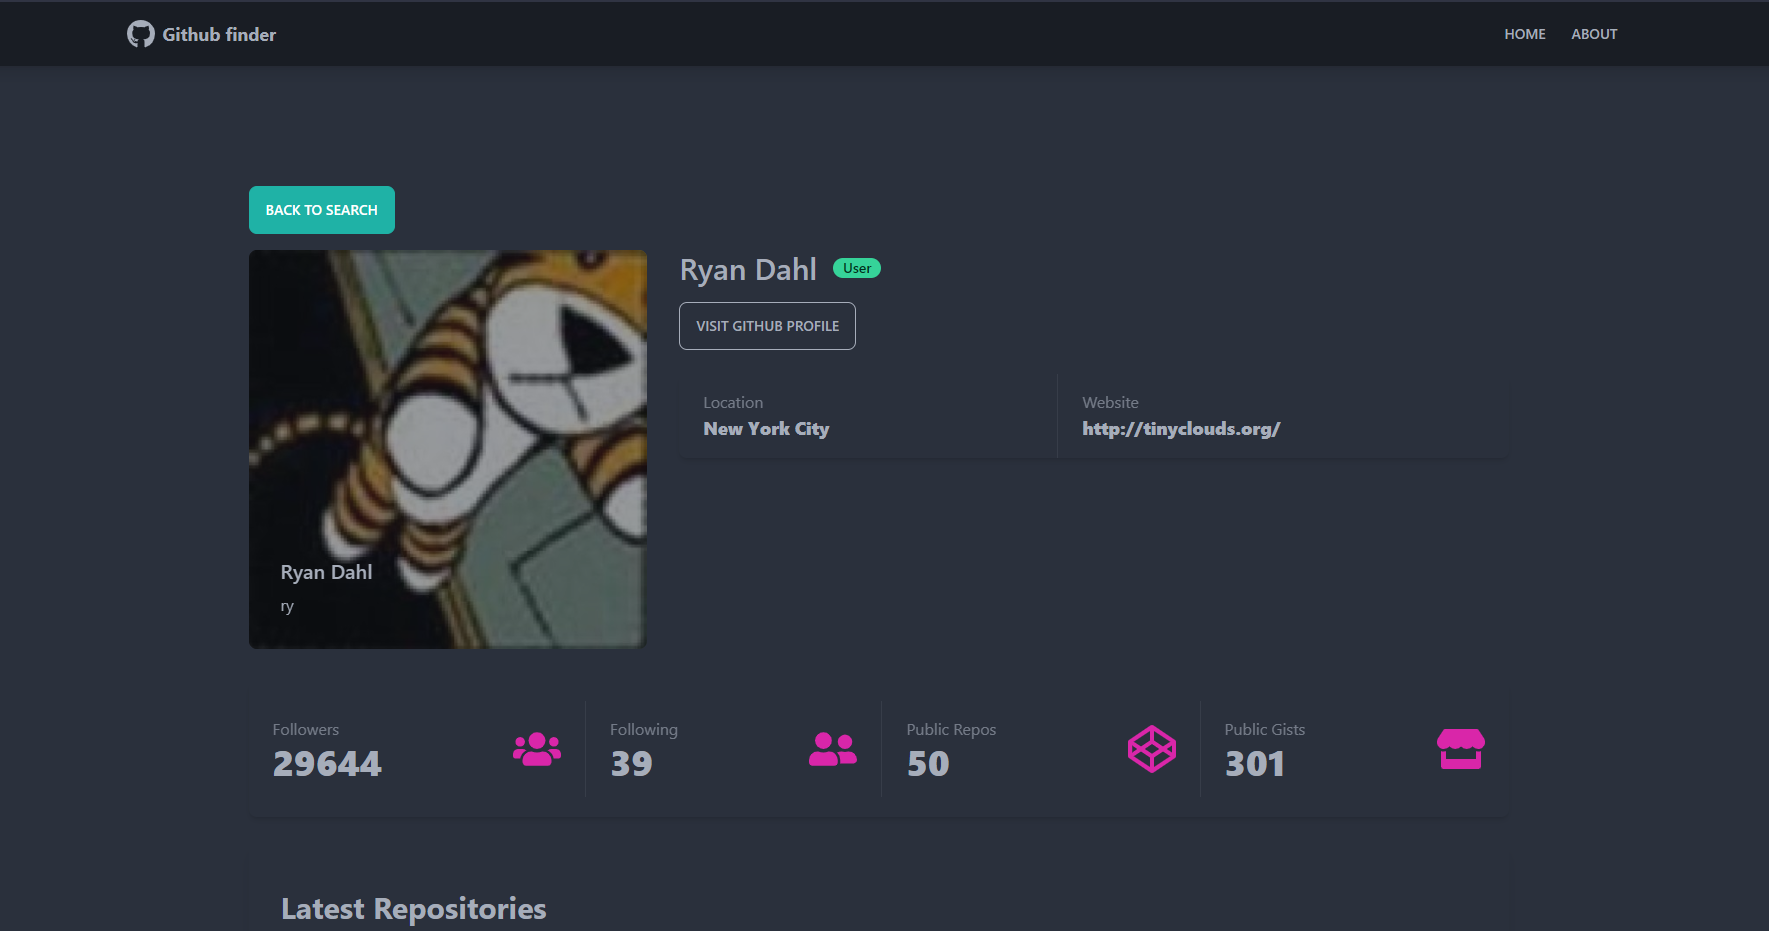 Github finder
HOME ABOUT
BACK TO SEARCH
Ryan Dahl User
VISIT GITHUB PROFILE
Location
New York City
Website
http://tinyclouds.org/
Ryan Dahl
ry
Followers
29644
Following
39
Public Repos
50
Public Gists
301
Latest Repositories